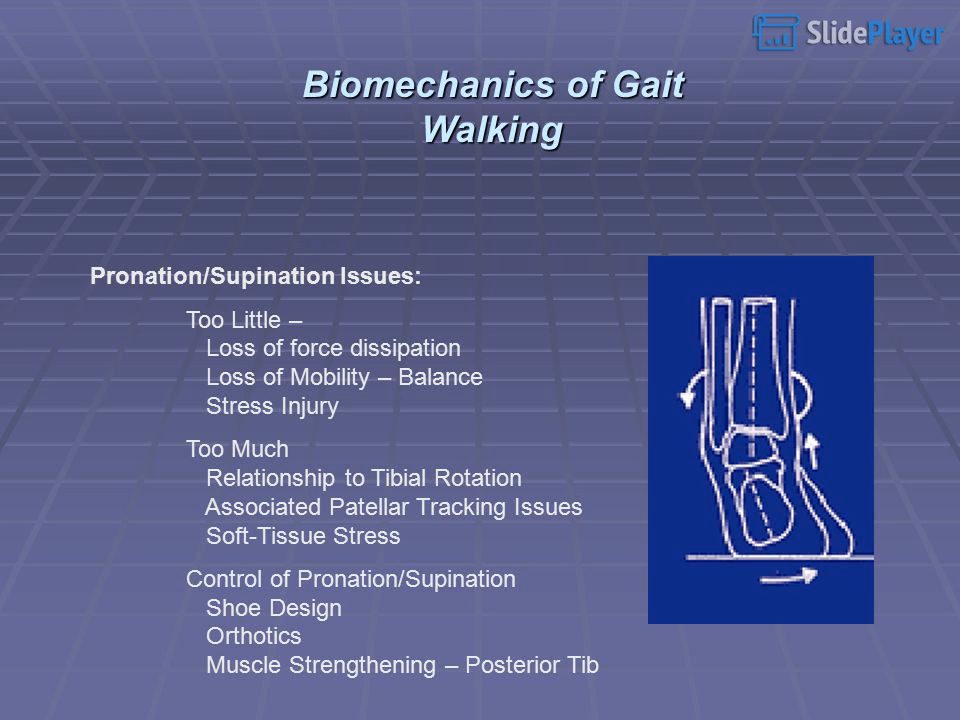 SlidePlayer
Biomechanics of Gait
Walking
Pronation/Supination Issues:
Too Little –
Loss of force dissipation
Loss of Mobility – Balance
Stress Injury
Too Much
Relationship to Tibial Rotation
Associated Patellar Tracking Issues
Soft-Tissue Stress
Control of Pronation/Supination
Shoe Design
Orthotics
Muscle Strengthening – Posterior Tib